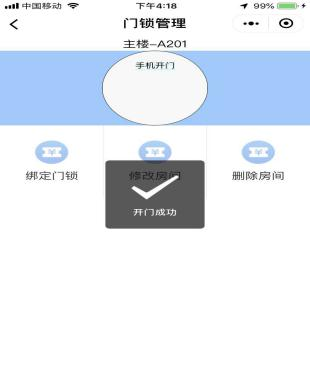 中国移动 下午4:18 99%
门锁管理
主楼-A201
手机开门
绑定门锁 修改房间 删除房间
开门成功